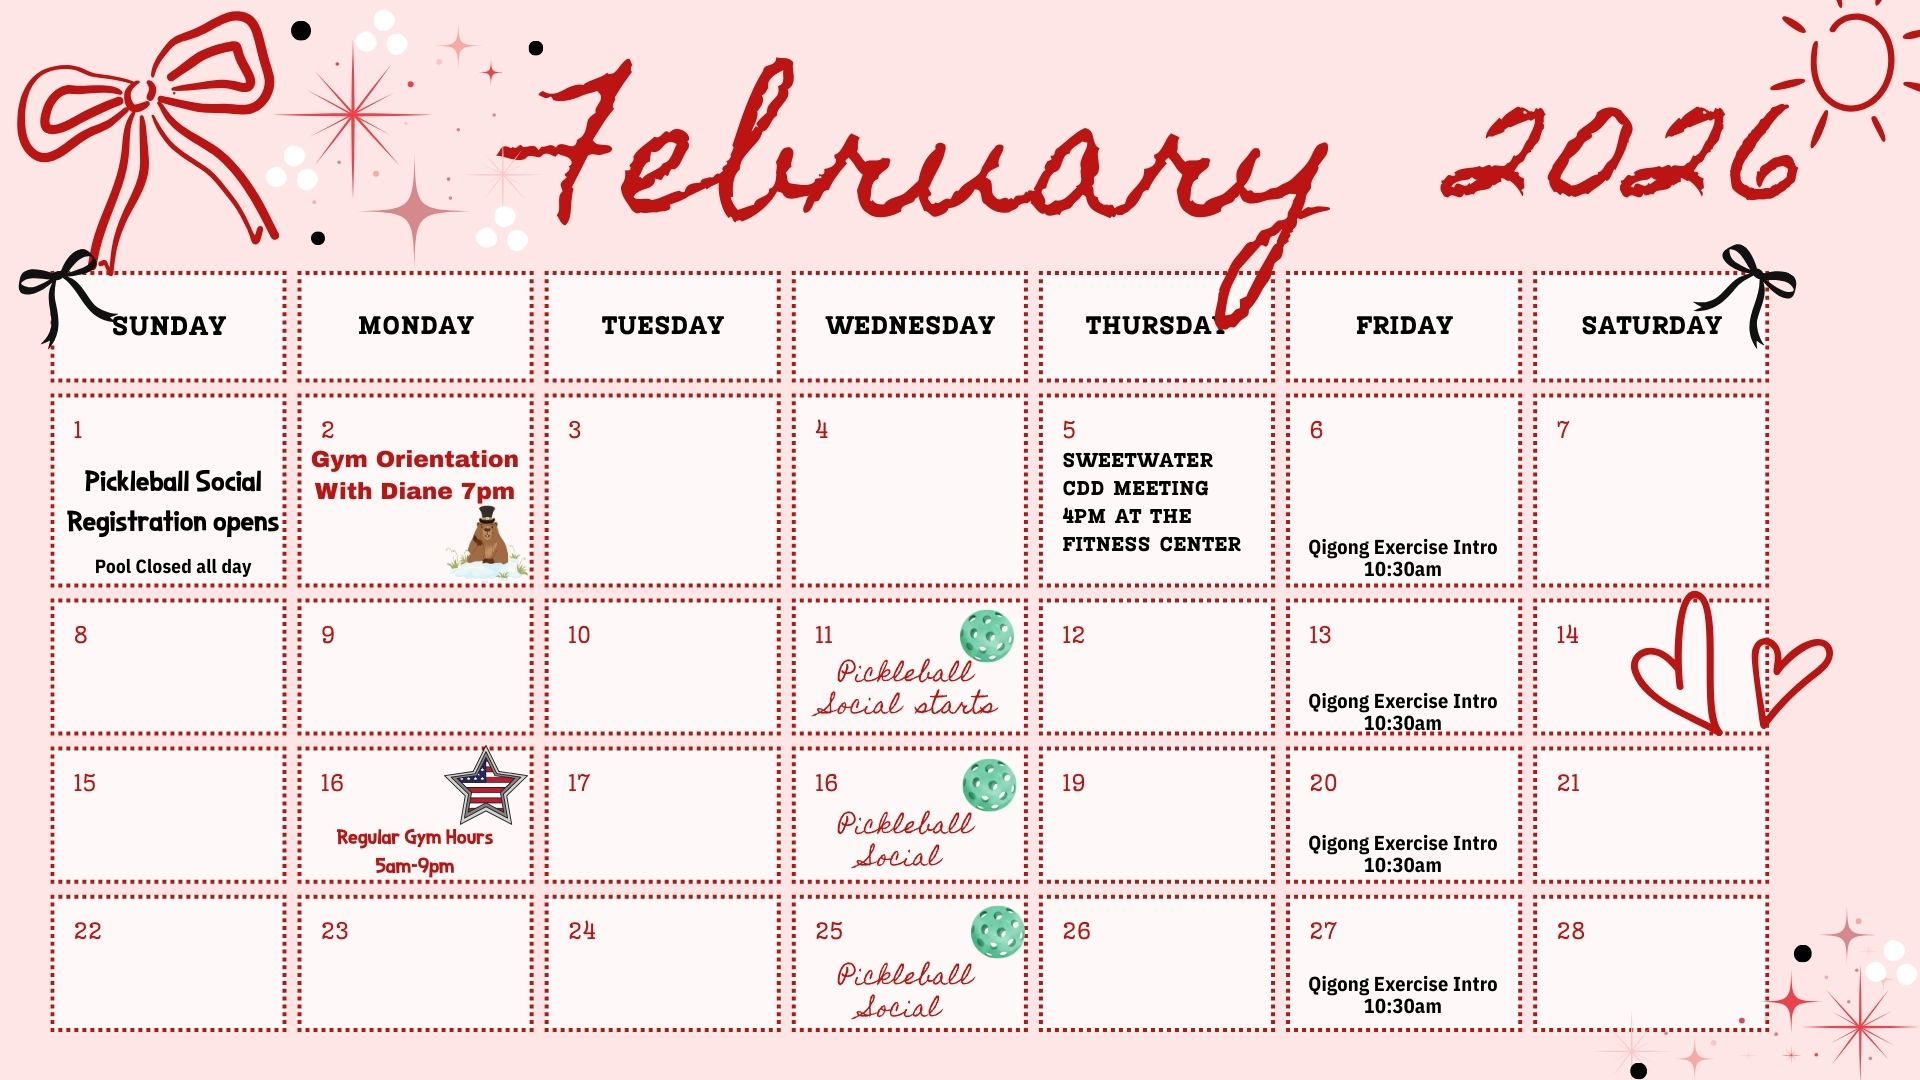 February 2026
SUNDAY MONDAY TUESDAY WEDNESDAY THURSDAY FRIDAY SATURDAY
1
Pickleball Social
Registration opens
Pool Closed all day
2
Gym Orientation
With Diane 7pm
3
4
5
SWEETWATER
CDD MEETING
4PM AT THE
FITNESS CENTER
6
Qigong Exercise Intro
10:30am
7
8
9
10
11
Pickleball
Social starts
12
13
Qigong Exercise Intro
10:30am
14
15
16
Regular Gym Hours
5am-9pm
17
16
Pickleball
Social
19
20
Qigong Exercise Intro
10:30am
21
22
23
24
25
Pickleball
Social
26
27
Qigong Exercise Intro
10:30am
28